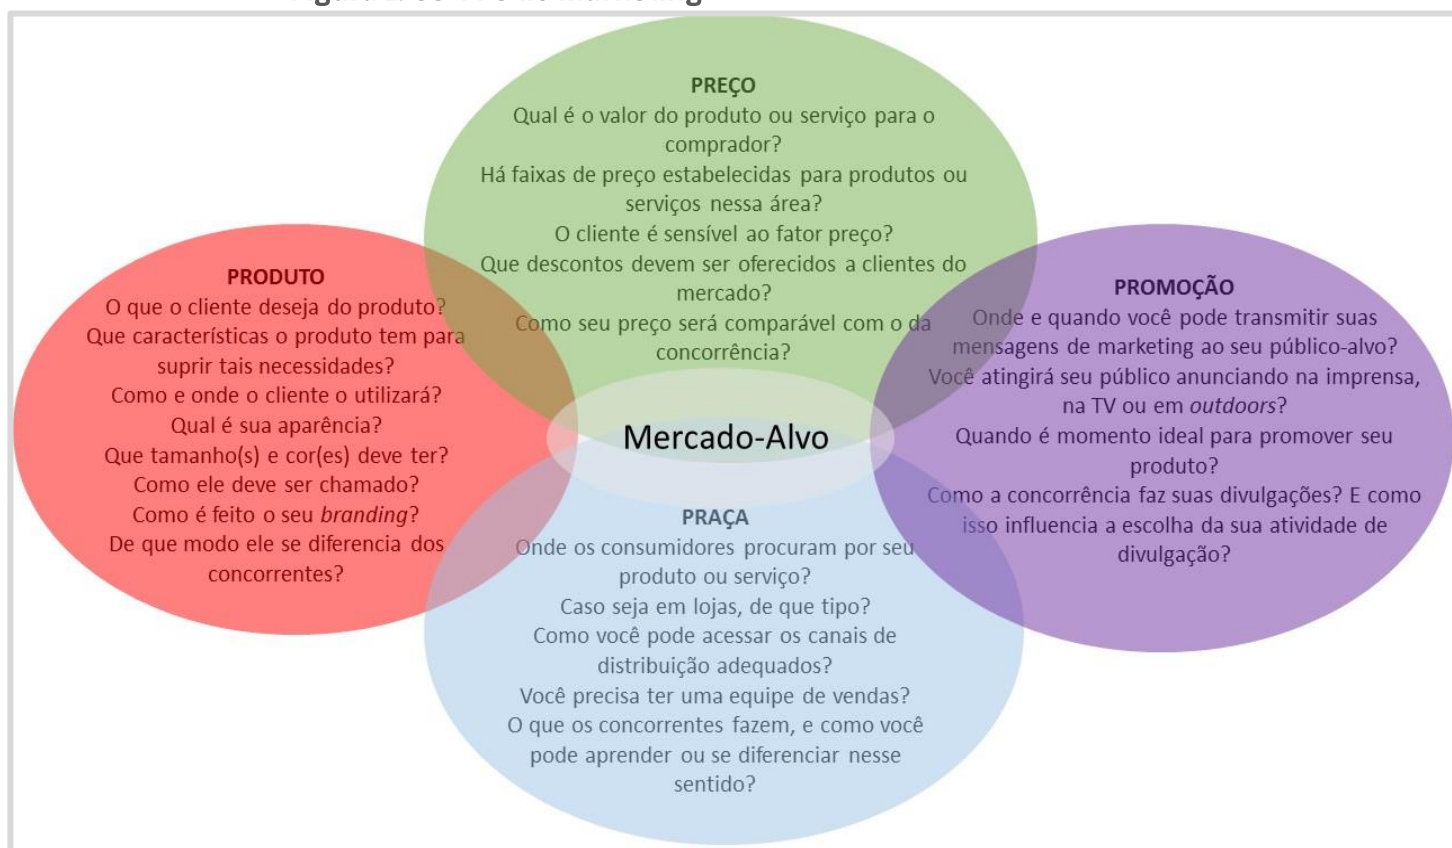 PREÇO
Qual é o valor do produto ou serviço para o
comprador?
Há faixas de preço estabelecidas para produtos ou
serviços nessa área?
O cliente é sensível ao fator preço?
Que descontos devem ser oferecidos a clientes do
mercado?
Como seu preço será comparável com o da
concorrência?
PRODUTO
O que o cliente deseja do produto?
Que características o produto tem para
suprir tais necessidades?
Como e onde o cliente o utilizará?
Qual é sua aparência?
Que tamanho(s) e cor(es) deve ter?
Como ele deve ser chamado?
Como é feito o seu branding?
De que modo ele se diferencia dos
concorrentes?
Mercado-Alvo
PROMOÇÃO
Onde e quando você pode transmitir suas
mensagens de marketing ao seu público-alvo?
Você atingirá seu público anunciando na imprensa,
na TV ou em outdoors?
Quando é momento ideal para promover seu
produto?
Como a concorrência faz suas divulgações? E como
isso influencia a escolha da sua atividade de
divulgação?
PRAÇA
Onde os consumidores procuram por seu
produto ou serviço?
Caso seja em lojas, de que tipo?
Como você pode acessar os canais de
distribuição adequados?
Você precisa ter uma equipe de vendas?
O que os concorrentes fazem, e como você
pode aprender ou se diferenciar nesse
sentido?